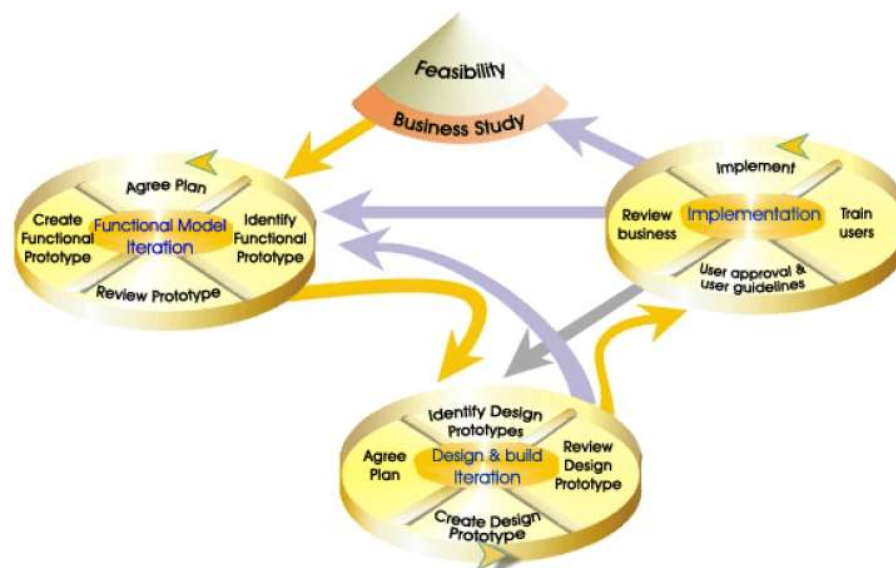 Feasibility
Business Study
Agree Plan
Create
Functional
Prototype
Functional Model
Iteration
Identify
Functional
Prototype
Review Prototype
Implement
Review
business
Implementation
Train
users
User approval &
user guidelines
Identify Design
Prototypes
Agree
Plan
Design & build
Iteration
Review
Design
Prototype
Create Design
Prototype